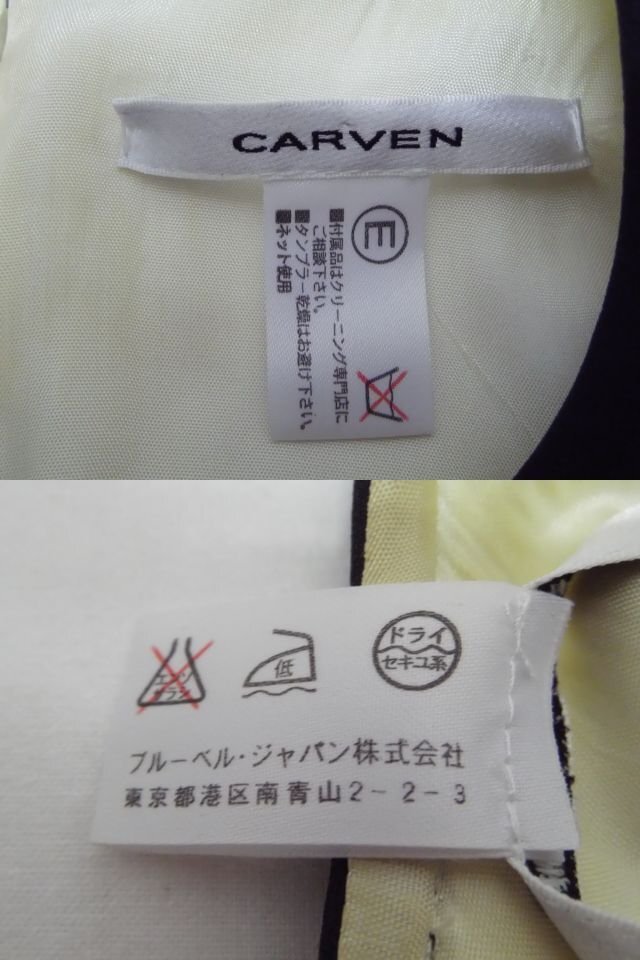 CARVEN
E
■付属品はクリーニング専門店に
ご相談下さい。
■タンブラー乾燥はお避け下さい。
■ネット使用
エンソ
サラシ
低
ドライ
セキユ系
ブルーベル・ジャパン株式会社
東京都港区南青山2-2-3